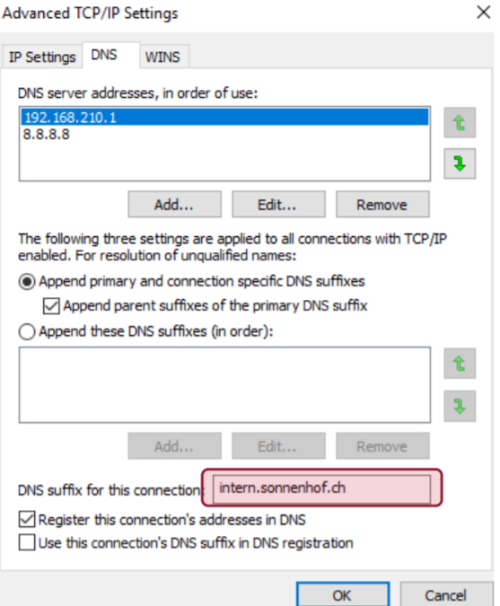 Advanced TCP/IP Settings
IP Settings DNS WINS
DNS server addresses, in order of use:
192.168.210.1
8.8.8.8
Add... Edit... Remove
The following three settings are applied to all connections with TCP/IP
enabled. For resolution of unqualified names:
Append primary and connection specific DNS suffixes
Append parent suffixes of the primary DNS suffix
Append these DNS suffixes (in order):
Add... Edit... Remove
DNS suffix for this connection: intern.sonnenhof.ch
Register this connection's addresses in DNS
Use this connection's DNS suffix in DNS registration
OK Cancel